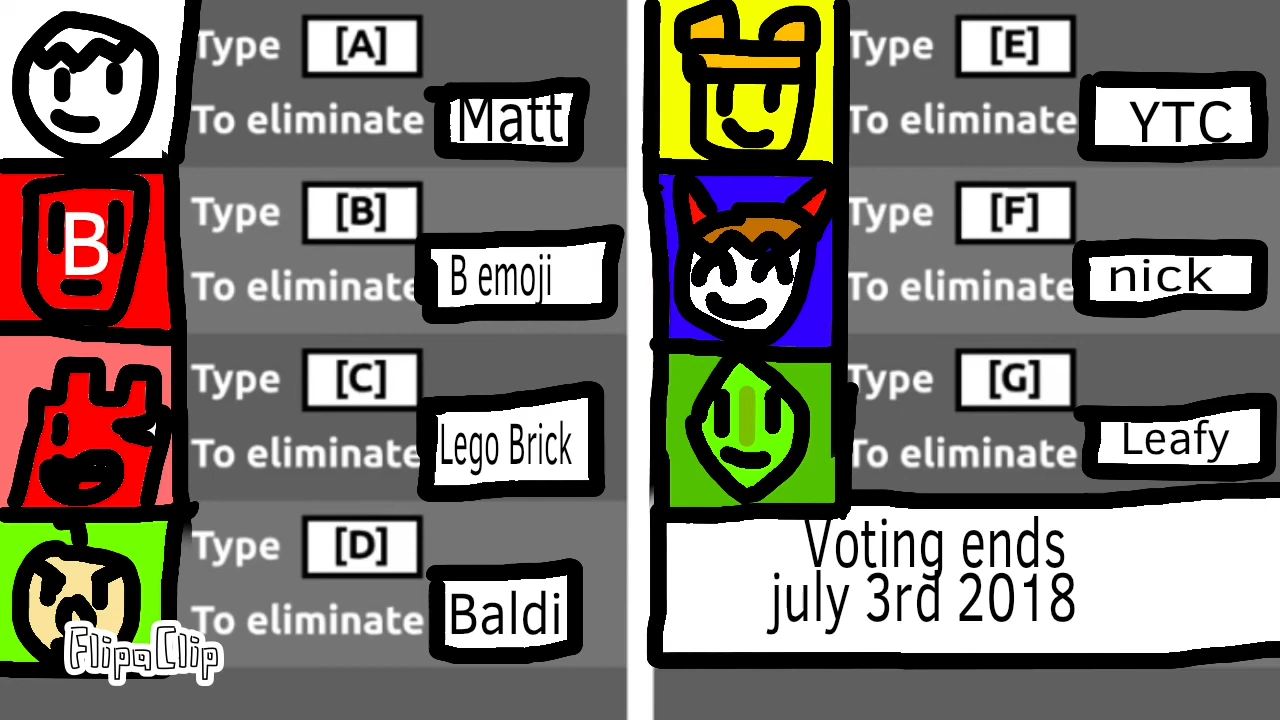 Type [A]
To eliminate Matt
B
Type [B]
To eliminate B emoji
Type [C]
To eliminate Lego Brick
Type [D]
To eliminate Baldi
FlipaClip
Type [E]
To eliminate YTC
Type [F]
To eliminate nick
Type [G]
To eliminate Leafy
Voting ends
july 3rd 2018